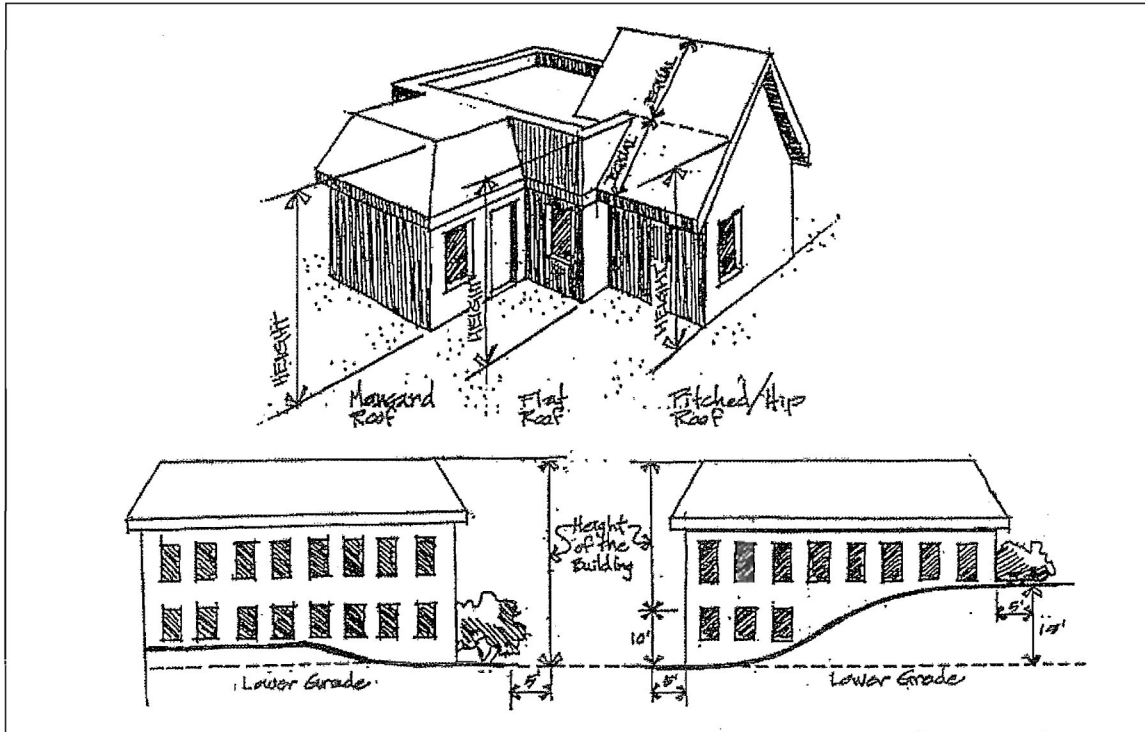 EQUAL
EQUAL
HEIGHT
HEIGHT
HEIGHT
Mansard
Roof
Flat
Roof
Pitched/Hip
Roof
Height
of the
Building
10'
5'
15'
Lower Grade
5'
5'
Lower Grade